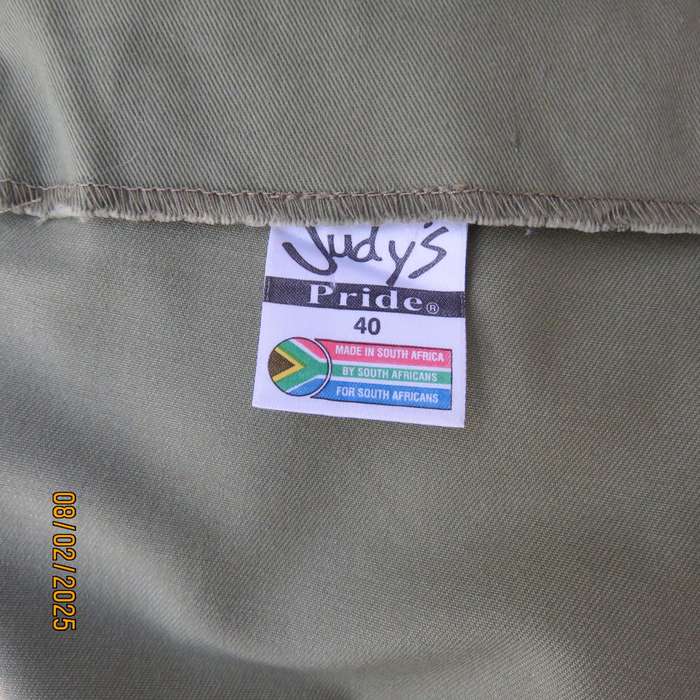 Judy's
Pride®
40
MADE IN SOUTH AFRICA
BY SOUTH AFRICANS
FOR SOUTH AFRICANS
08/02/2025